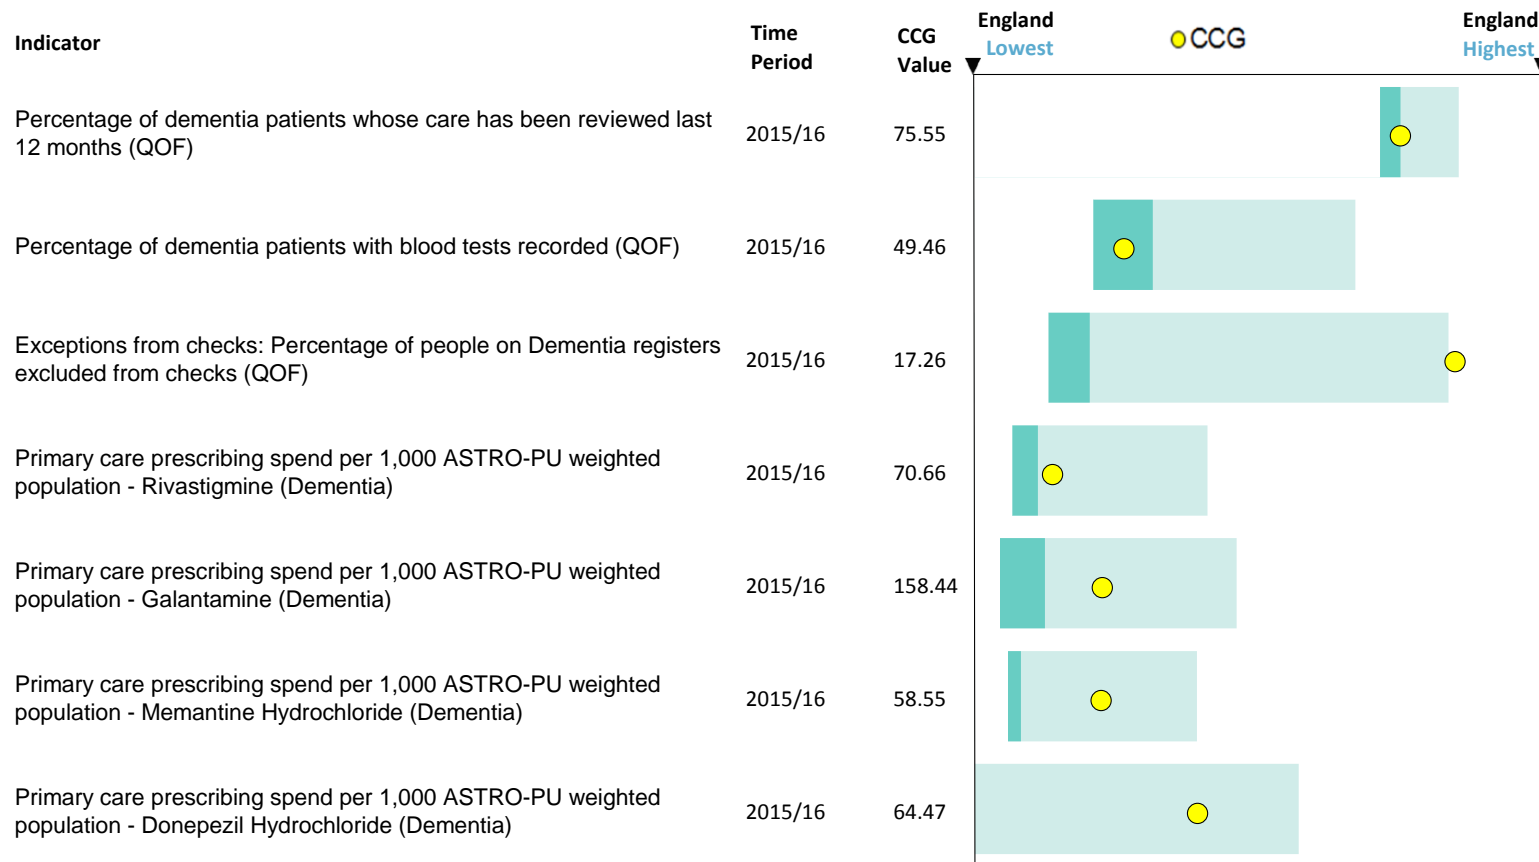 Indicator
Time
Period
CCG
Value
England
Lowest
CCG
England
Highest
Percentage of dementia patients whose care has been reviewed last
12 months (QOF)
2015/16
75.55
Percentage of dementia patients with blood tests recorded (QOF)
2015/16
49.46
Exceptions from checks: Percentage of people on Dementia registers
excluded from checks (QOF)
2015/16
17.26
Primary care prescribing spend per 1,000 ASTRO-PU weighted
population - Rivastigmine (Dementia)
2015/16
70.66
Primary care prescribing spend per 1,000 ASTRO-PU weighted
population - Galantamine (Dementia)
2015/16
158.44
Primary care prescribing spend per 1,000 ASTRO-PU weighted
population - Memantine Hydrochloride (Dementia)
2015/16
58.55
Primary care prescribing spend per 1,000 ASTRO-PU weighted
population - Donepezil Hydrochloride (Dementia)
2015/16
64.47